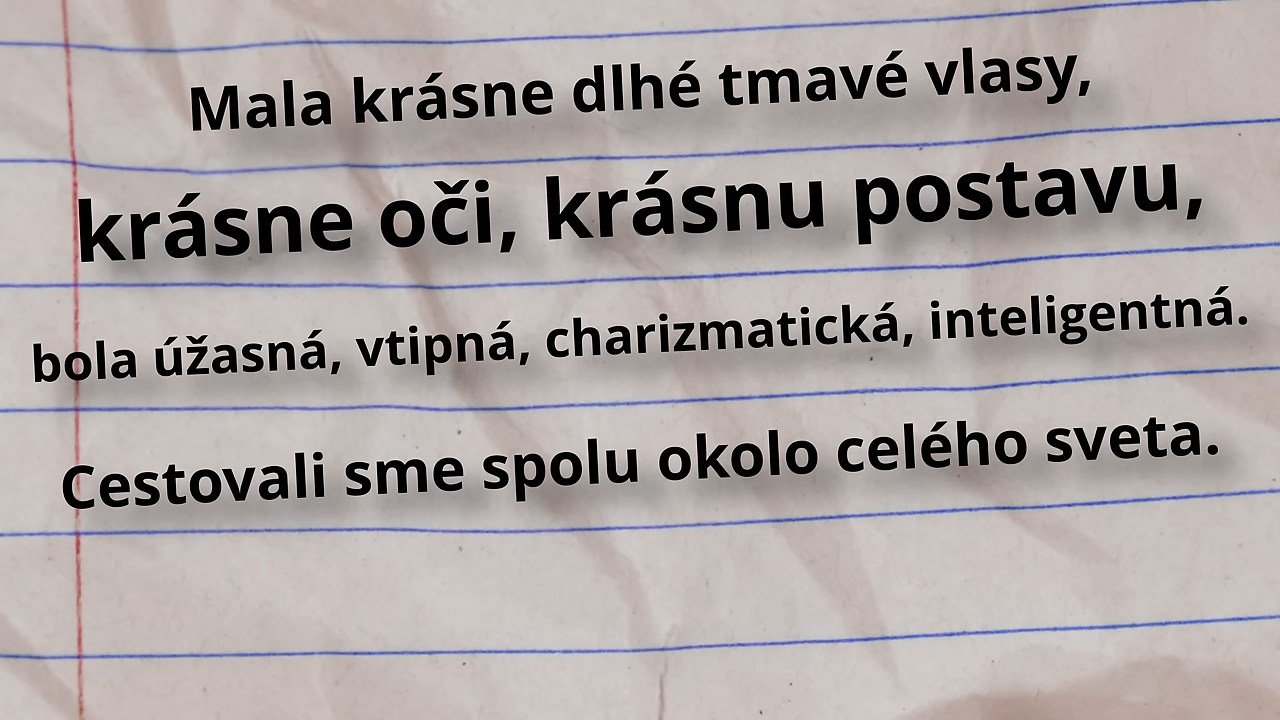 Mala krásne dlhé tmavé vlasy,
krásne oči, krásnu postavu,
bola úžasná, vtipná, charizmatická, inteligentná.
Cestovali sme spolu okolo celého sveta.